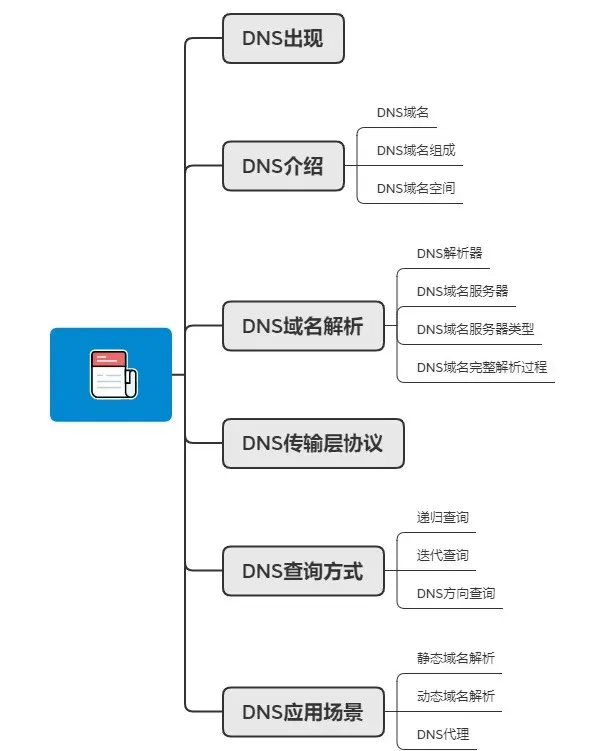 DNS出现
DNS介绍
DNS域名
DNS域名组成
DNS域名空间
DNS域名解析
DNS解析器
DNS域名服务器
DNS域名服务器类型
DNS域名完整解析过程
DNS传输层协议
DNS查询方式
递归查询
迭代查询
DNS方向查询
DNS应用场景
静态域名解析
动态域名解析
DNS代理